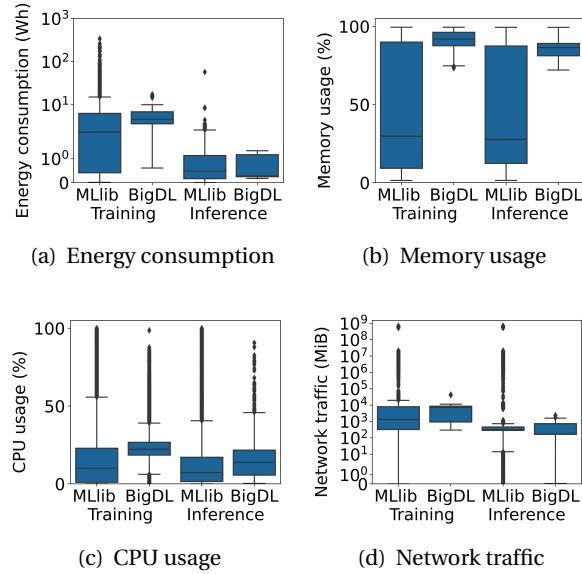 Energy consumption (Wh)
10³
10¹
10⁰
0
MLlib BigDL MLlib BigDL
Training Inference
(a) Energy consumption
Memory usage (%)
100
50
0
MLlib BigDL MLlib BigDL
Training Inference
(b) Memory usage
CPU usage (%)
100
50
0
MLlib BigDL MLlib BigDL
Training Inference
(c) CPU usage
Network traffic (MiB)
10⁹
10⁸
10⁷
10⁶
10⁵
10⁴
10³
10²
10¹
10⁰
0
MLlib BigDL MLlib BigDL
Training Inference
(d) Network traffic